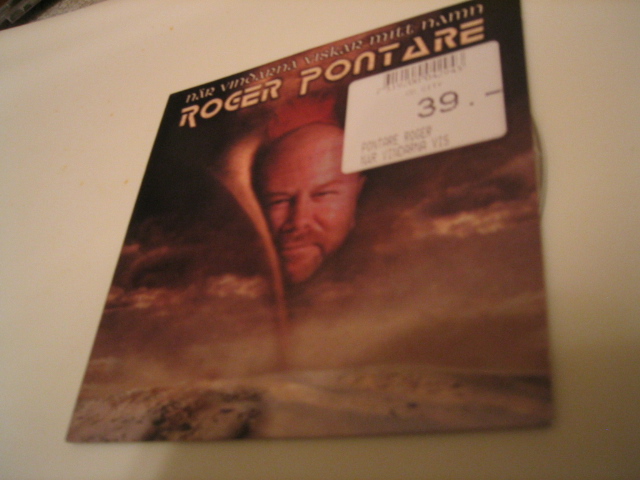 NÄR VINDARNA VISKAR MITT NAMN
ROGER PONTARE
39.-
PONTARE ROGER
NÄR VINDARNA VIS